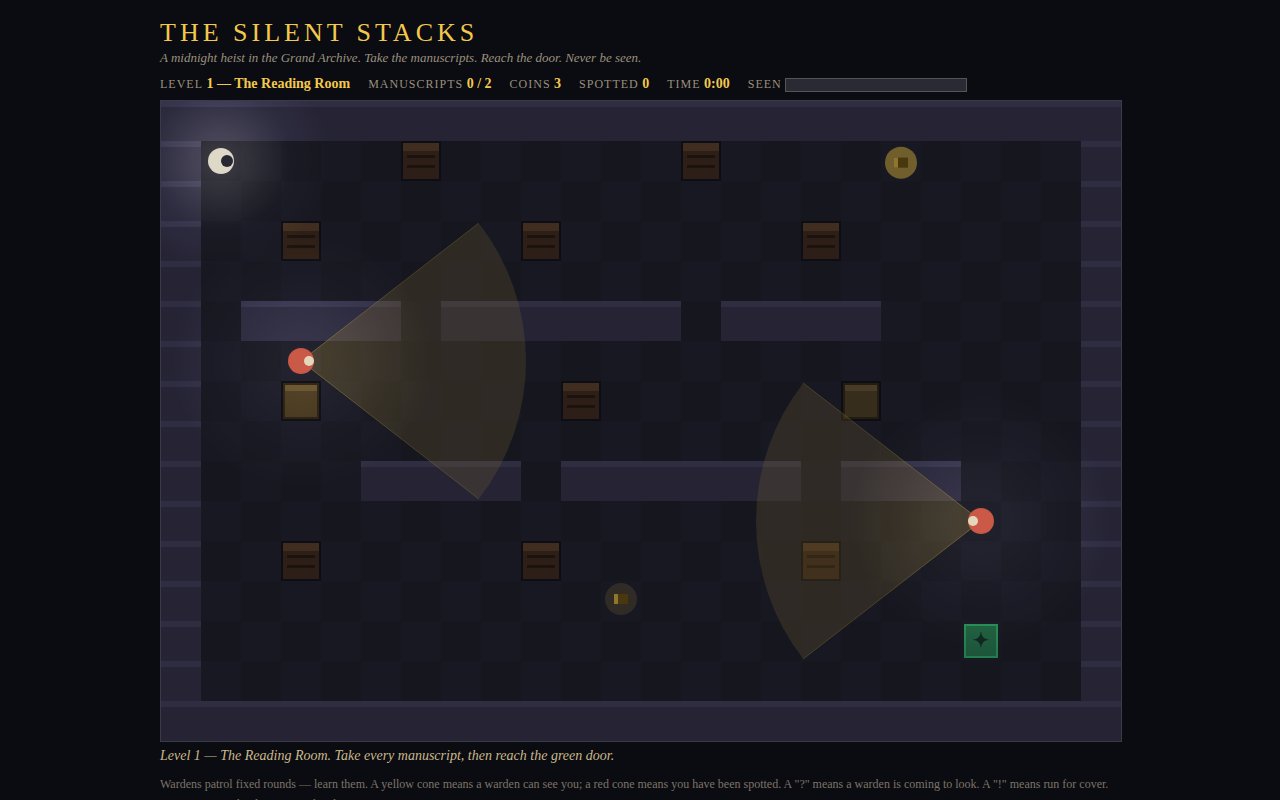 THE SILENT STACKS
A midnight heist in the Grand Archive. Take the manuscripts. Reach the door. Never be seen.
LEVEL 1 — The Reading Room MANUSCRIPTS 0 / 2 COINS 3 SPOTTED 0 TIME 0:00 SEEN
Level 1 — The Reading Room. Take every manuscript, then reach the green door.
Wardens patrol fixed rounds — learn them. A yellow cone means a warden can see you; a red cone means you have been spotted. A "?" means a warden is coming to look. A "!" means run for cover.